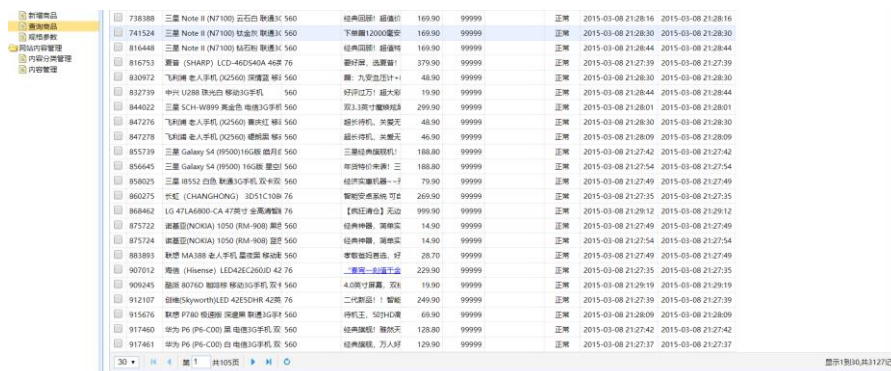 新增商品
查询商品
规格参数
网站内容管理
内容分类管理
内容管理
738388 三星 Note II (N7100) 云石白 联通3G 560 经典回顾！超值价 169.90 99999 正常 2015-03-08 21:28:16 2015-03-08 21:28:16
741524 三星 Note II (N7100) 钛金灰 联通3G 560 下单赠12000毫安 169.90 99999 正常 2015-03-08 21:28:30 2015-03-08 21:28:30
816448 三星 Note II (N7100) 钻石粉 联通3G 560 经典回顾！超值特 169.90 99999 正常 2015-03-08 21:28:44 2015-03-08 21:28:44
816753 夏普（SHARP）LCD-46DS40A 46英 76 要好屏，选夏普！ 379.90 99999 正常 2015-03-08 21:27:39 2015-03-08 21:27:39
830972 飞利浦 老人手机 (X2560) 深情蓝 移动 560 赠：九安血压计+ 48.90 99999 正常 2015-03-08 21:28:30 2015-03-08 21:28:30
832739 中兴 U288 珠光白 移动3G手机 560 好评过万！超大彩 19.90 99999 正常 2015-03-08 21:28:44 2015-03-08 21:28:44
844022 三星 SCH-W899 亮金色 电信3G手机 560 双3.3英寸魔焕炫 299.90 99999 正常 2015-03-08 21:28:01 2015-03-08 21:28:01
847276 飞利浦 老人手机 (X2560) 喜庆红 移动 560 超长待机，关爱无 48.90 99999 正常 2015-03-08 21:28:30 2015-03-08 21:28:30
847278 飞利浦 老人手机 (X2560) 硬朗黑 移动 560 超长待机，关爱无 46.90 99999 正常 2015-03-08 21:28:09 2015-03-08 21:28:09
855739 三星 Galaxy S4 (I9500)16G版 皓月白 560 三星经典旗舰机！ 188.80 99999 正常 2015-03-08 21:27:42 2015-03-08 21:27:42
856645 三星 Galaxy S4 (I9500) 16G版 星空黑 560 年货特价来袭！三 188.80 99999 正常 2015-03-08 21:27:54 2015-03-08 21:27:54
858025 三星 I8552 白色 联通3G手机 双卡双 560 经济实惠机器~~ 79.90 99999 正常 2015-03-08 21:27:49 2015-03-08 21:27:49
860275 长虹（CHANGHONG） 3D51C108 76 智能安卓系统 可自 269.90 99999 正常 2015-03-08 21:27:35 2015-03-08 21:27:35
868462 LG 47LA6800-CA 47英寸 全高清智能 76 【疯狂清仓】无边 999.90 99999 正常 2015-03-08 21:29:12 2015-03-08 21:29:12
875722 诺基亚(NOKIA) 1050 (RM-908) 黑色 560 经典神器，简单实 14.90 99999 正常 2015-03-08 21:27:49 2015-03-08 21:27:49
875724 诺基亚(NOKIA) 1050 (RM-908) 蓝色 560 经典神器，简单实 14.90 99999 正常 2015-03-08 21:27:54 2015-03-08 21:27:54
883893 联想 MA388 老人手机 星夜黑 移动联 560 孝敬爸妈首选，好 28.70 99999 正常 2015-03-08 21:27:49 2015-03-08 21:27:49
907012 海信（Hisense）LED42EC260JD 42 76 “春宵一刻值千金 229.90 99999 正常 2015-03-08 21:27:35 2015-03-08 21:27:35
909245 酷派 8076D 咖啡棕 移动3G手机 双卡 560 4.0英寸屏幕，双核 19.90 99999 正常 2015-03-08 21:29:19 2015-03-08 21:29:19
912107 创维(Skyworth)LED 42E5DHR 42英 76 二代新品！！智能 249.90 99999 正常 2015-03-08 21:27:39 2015-03-08 21:27:39
915676 联想 P780 极速版 深邃黑 联通3G手机 560 待机王，5寸HD高 69.90 99999 正常 2015-03-08 21:28:09 2015-03-08 21:28:09
917460 华为 P6 (P6-C00) 黑 电信3G手机 双 560 经典旗舰！雅然天 128.80 99999 正常 2015-03-08 21:27:42 2015-03-08 21:27:42
917461 华为 P6 (P6-C00) 白 电信3G手机 双 560 经典旗舰，万人好 129.90 99999 正常 2015-03-08 21:27:37 2015-03-08 21:27:37
30 第 1 共105页 显示1到30,共3127记